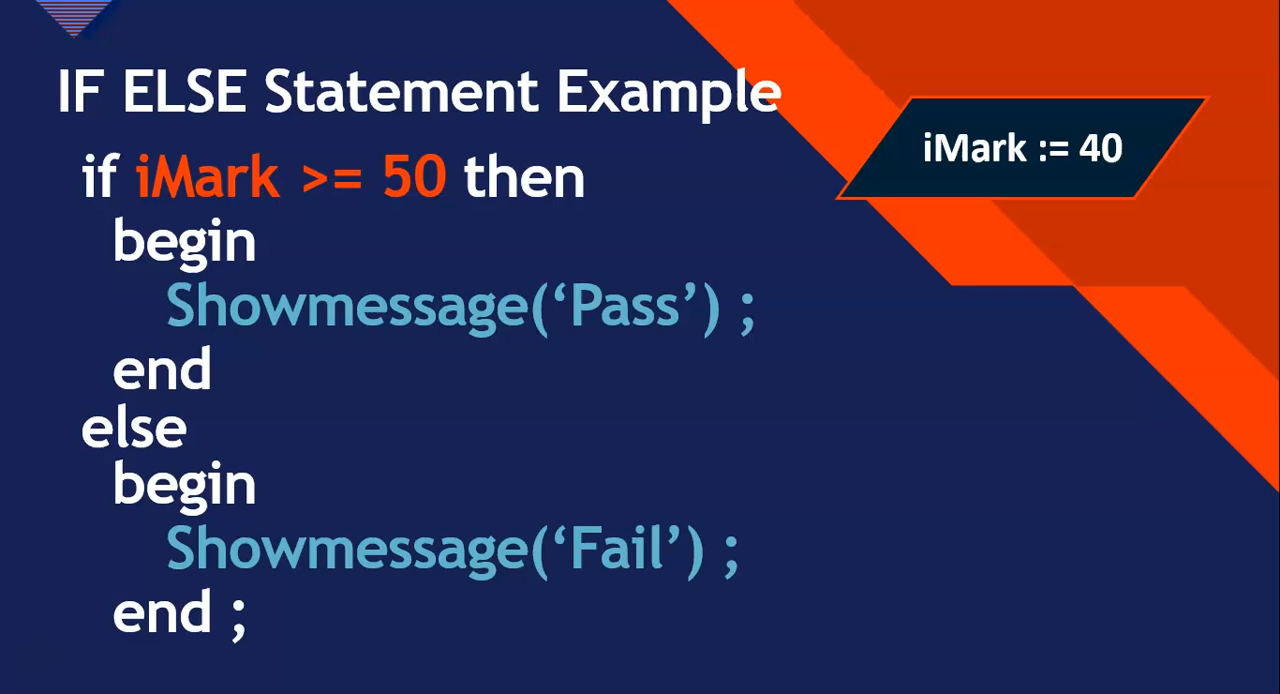 IF ELSE Statement Example
iMark := 40
if iMark >= 50 then
begin
Showmessage(‘Pass’) ;
end
else
begin
Showmessage(‘Fail’) ;
end ;